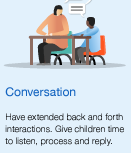 Conversation
Have extended back and forth
interactions. Give children time
to listen, process and reply.